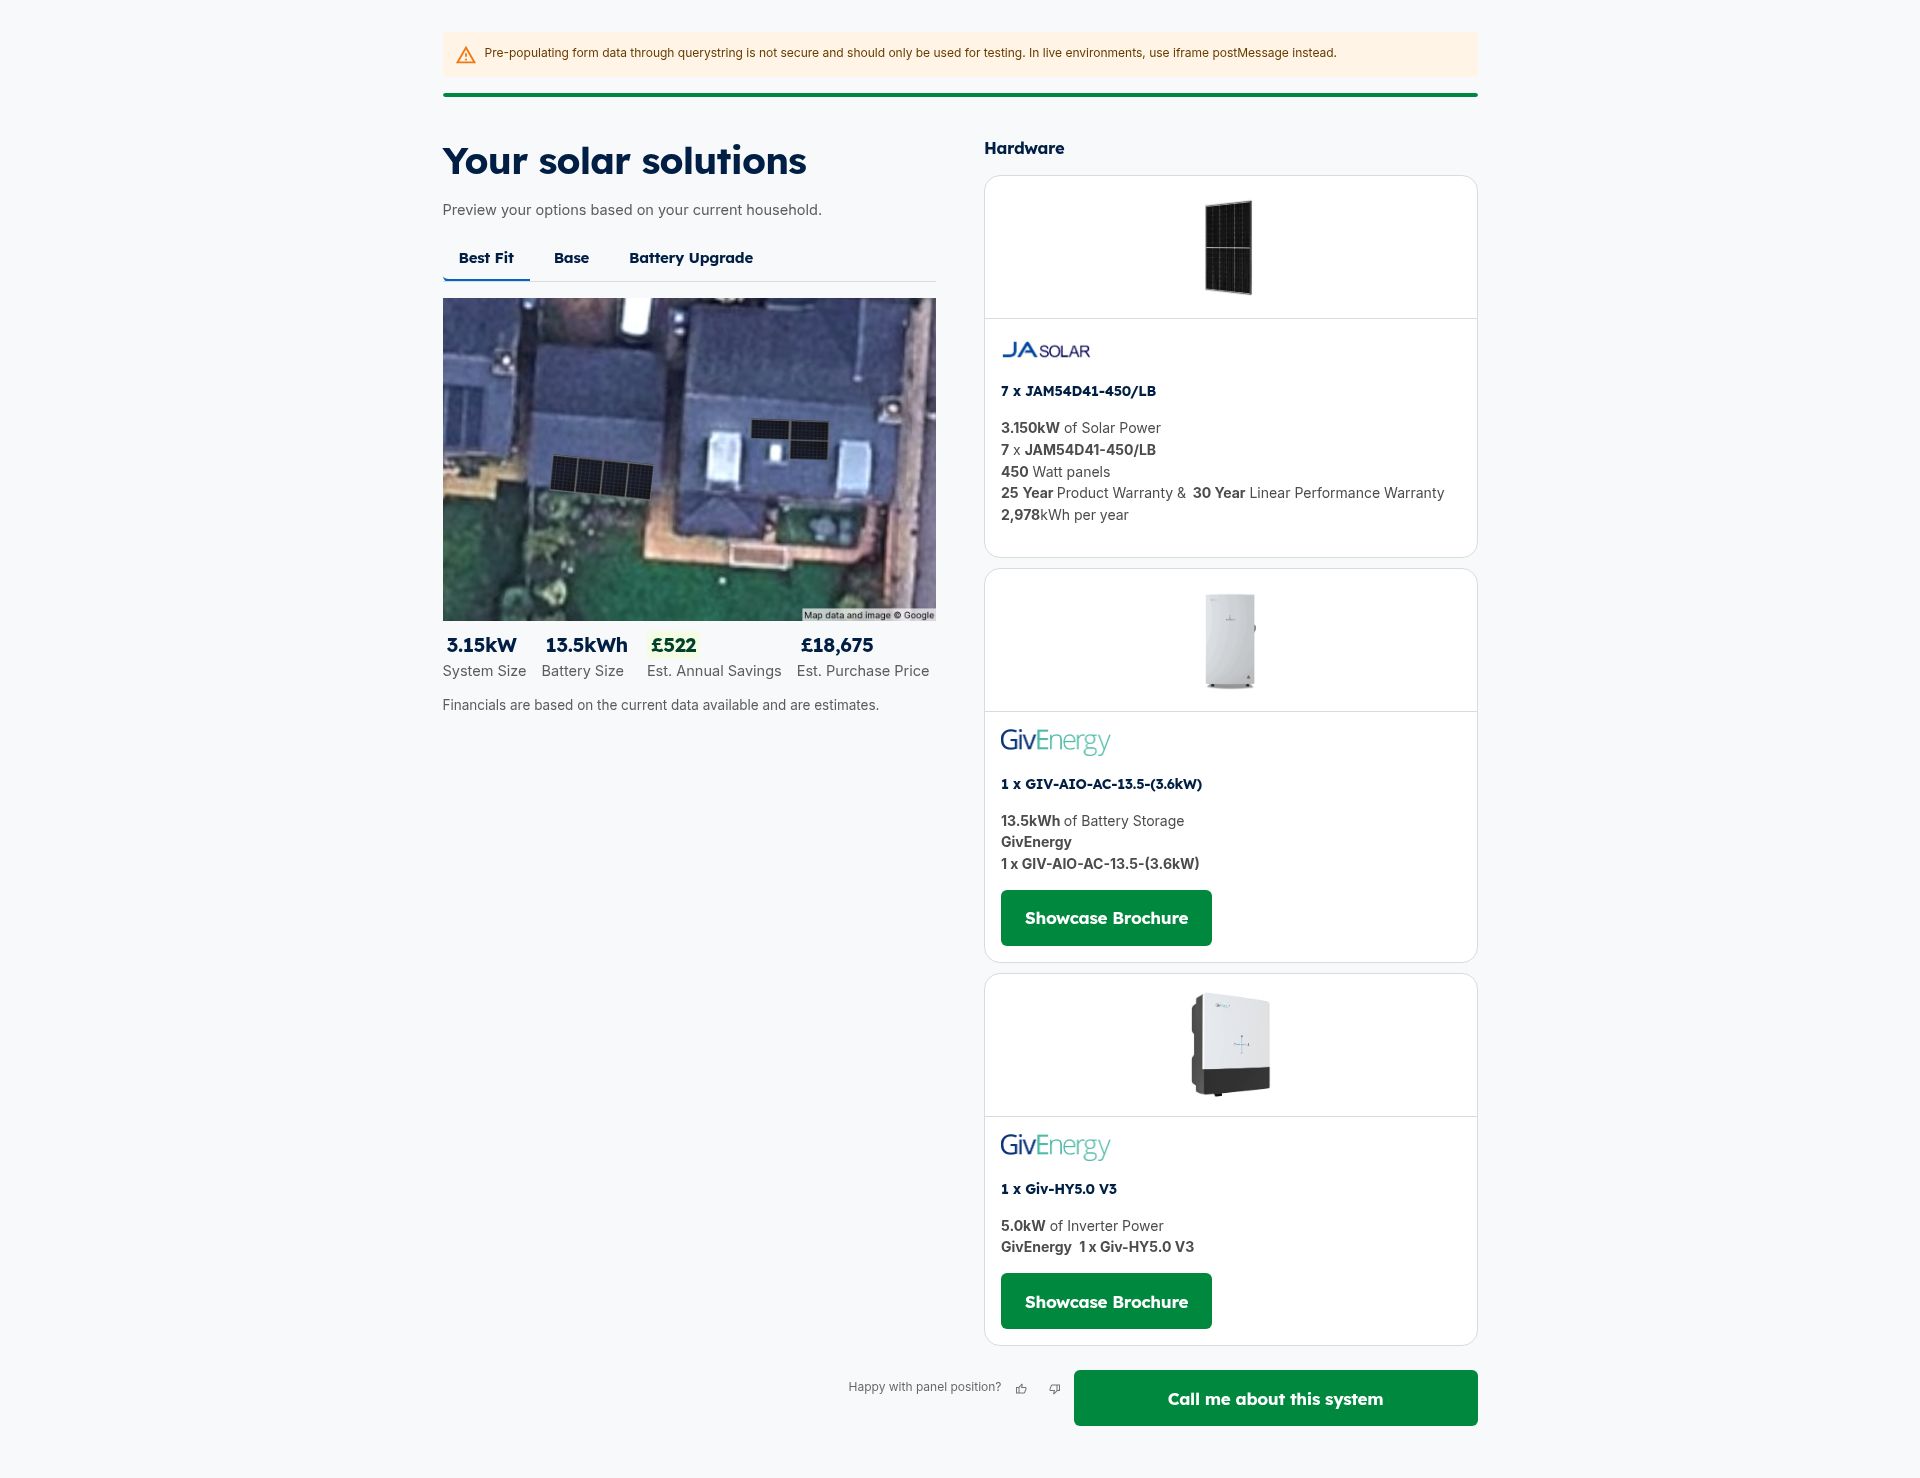 Pre-populating form data through querystring is not secure and should only be used for testing. In live environments, use iframe postMessage instead.
Your solar solutions
Preview your options based on your current household.
Best Fit
Base
Battery Upgrade
Map data and image © Google
3.15kW
System Size
13.5kWh
Battery Size
£522
Est. Annual Savings
£18,675
Est. Purchase Price
Financials are based on the current data available and are estimates.
Hardware
JA SOLAR
7 x JAM54D41-450/LB
3.150kW of Solar Power
7 x JAM54D41-450/LB
450 Watt panels
25 Year Product Warranty & 30 Year Linear Performance Warranty
2,978kWh per year
GivEnergy
1 x GIV-AIO-AC-13.5-(3.6kW)
13.5kWh of Battery Storage
GivEnergy
1 x GIV-AIO-AC-13.5-(3.6kW)
Showcase Brochure
GivEnergy
1 x Giv-HY5.0 V3
5.0kW of Inverter Power
GivEnergy 1 x Giv-HY5.0 V3
Showcase Brochure
Happy with panel position?
Call me about this system